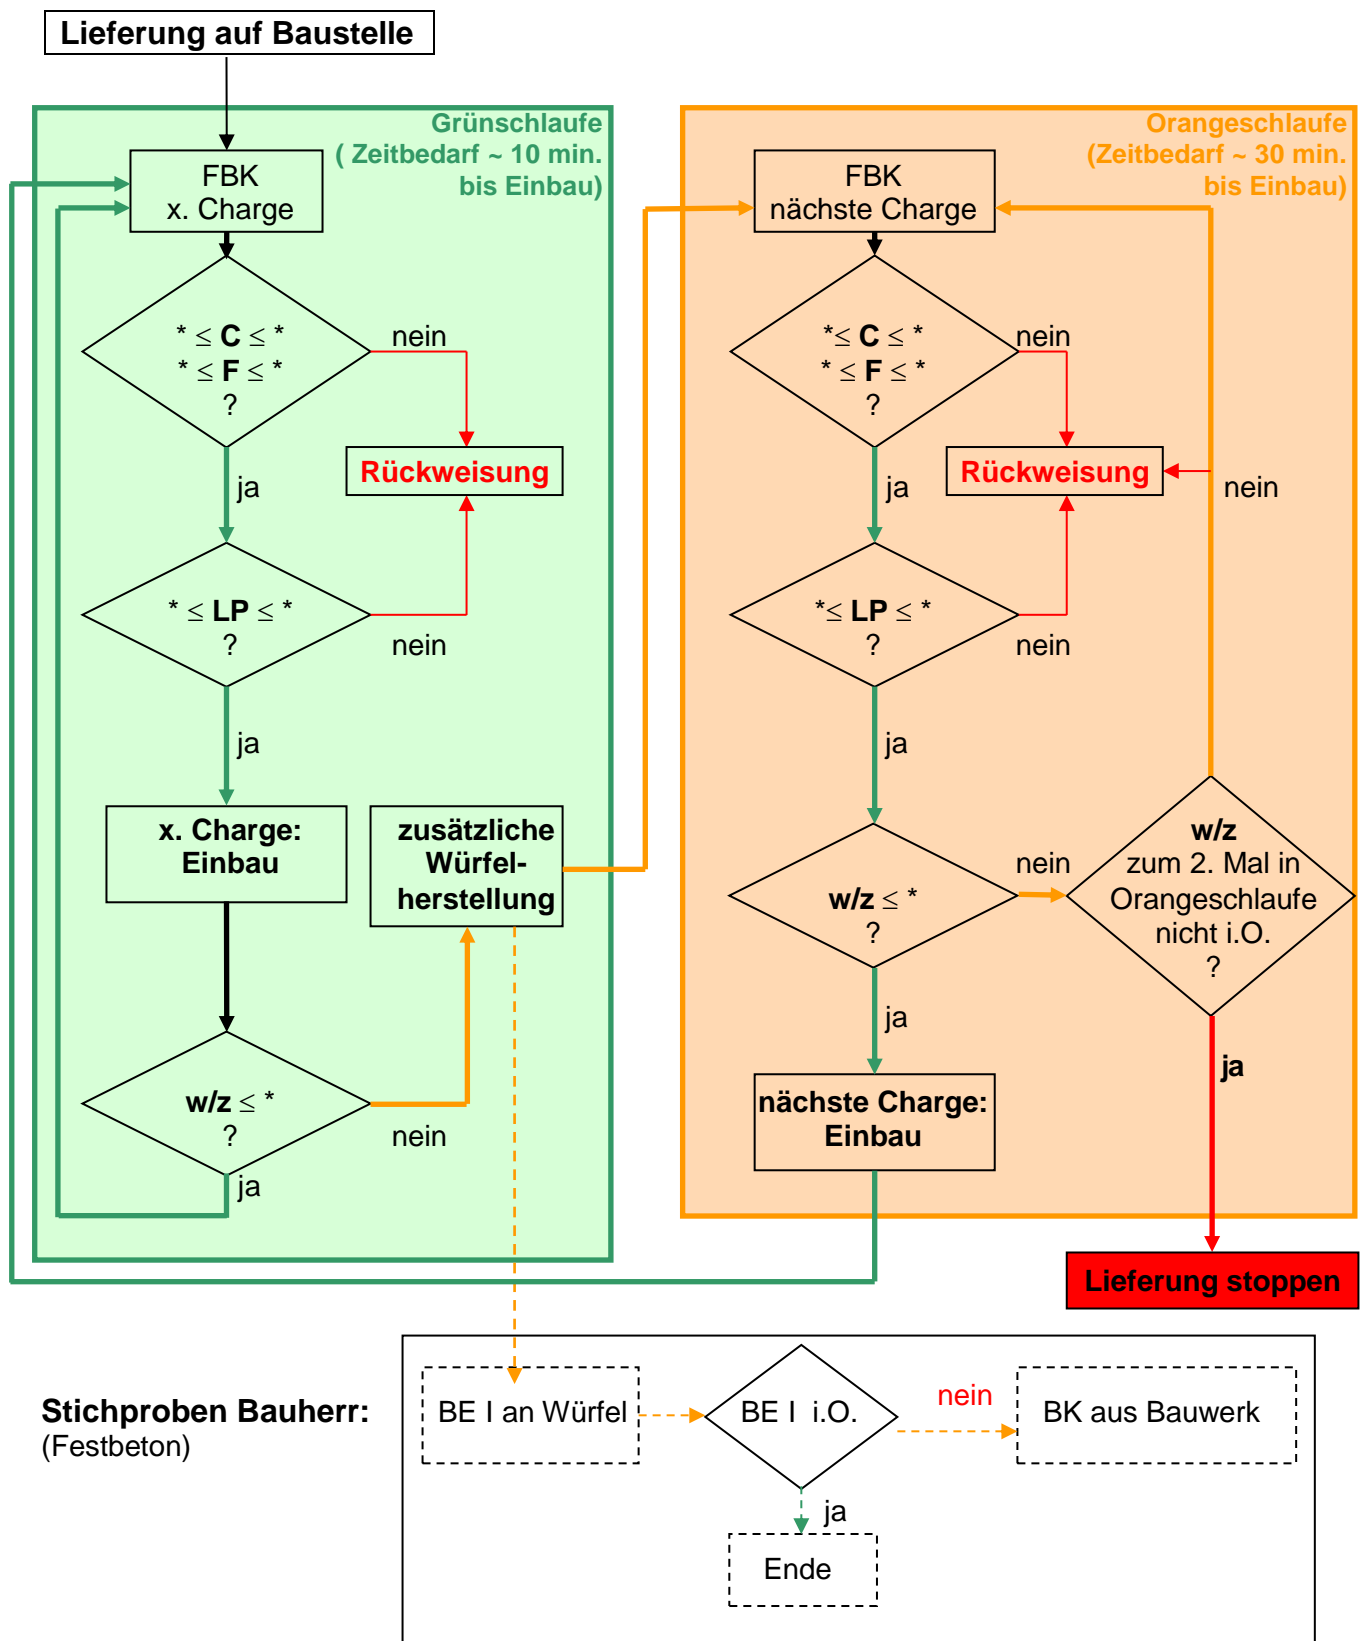 Lieferung auf Baustelle
Grünschlaufe
( Zeitbedarf ~ 10 min.
bis Einbau)
FBK
x. Charge
* ≤ C ≤ *
* ≤ F ≤ *
?
nein
Rückweisung
ja
* ≤ LP ≤ *
?
nein
ja
x. Charge:
Einbau
zusätzliche
Würfel-
herstellung
w/z ≤ *
?
nein
ja
Orangeschlaufe
(Zeitbedarf ~ 30 min.
bis Einbau)
FBK
nächste Charge
*≤ C ≤ *
* ≤ F ≤ *
?
nein
Rückweisung
nein
ja
*≤ LP ≤ *
?
nein
ja
w/z ≤ *
?
nein
w/z
zum 2. Mal in
Orangeschlaufe
nicht i.O.
?
ja
ja
nächste Charge:
Einbau
Lieferung stoppen
Stichproben Bauherr:
(Festbeton)
BE I an Würfel
BE I i.O.
nein
BK aus Bauwerk
ja
Ende